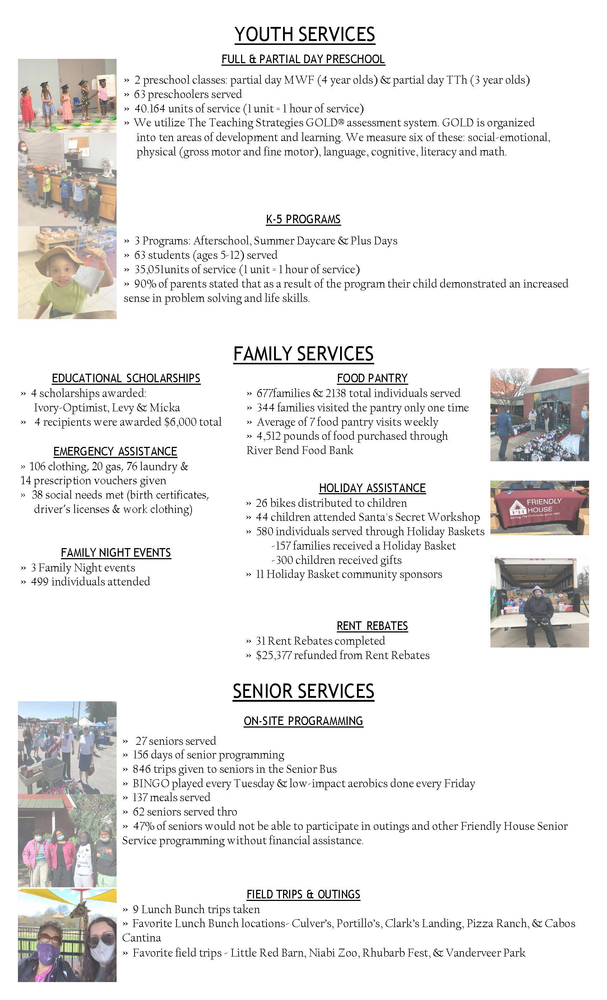 YOUTH SERVICES
FULL & PARTIAL DAY PRESCHOOL
» 2 preschool classes: partial day MWF (4 year olds) & partial day TTh (3 year olds)
» 63 preschoolers served
» 40.164 units of service (1 unit = 1 hour of service)
» We utilize The Teaching Strategies GOLD® assessment system. GOLD is organized
into ten areas of development and learning. We measure six of these: social-emotional,
physical (gross motor and fine motor), language, cognitive, literacy and math.
K-5 PROGRAMS
» 3 Programs: Afterschool, Summer Daycare & Plus Days
» 63 students (ages 5-12) served
» 35,051units of service (1 unit = 1 hour of service)
» 90% of parents stated that as a result of the program their child demonstrated an increased
sense in problem solving and life skills.
FAMILY SERVICES
EDUCATIONAL SCHOLARSHIPS
» 4 scholarships awarded:
Ivory-Optimist, Levy & Micka
» 4 recipients were awarded $6,000 total
EMERGENCY ASSISTANCE
» 106 clothing, 20 gas, 76 laundry &
14 prescription vouchers given
» 38 social needs met (birth certificates,
driver's licenses & work clothing)
FAMILY NIGHT EVENTS
» 3 Family Night events
» 499 individuals attended
FOOD PANTRY
» 677families & 2138 total individuals served
» 344 families visited the pantry only one time
» Average of 7 food pantry visits weekly
» 4,512 pounds of food purchased through
River Bend Food Bank
HOLIDAY ASSISTANCE
» 26 bikes distributed to children
» 44 children attended Santa's Secret Workshop
» 580 individuals served through Holiday Baskets
-157 families received a Holiday Basket
-300 children received gifts
» 11 Holiday Basket community sponsors
RENT REBATES
» 31 Rent Rebates completed
» $25,377 refunded from Rent Rebates
FRIENDLY
FH HOUSE
Serving The Community Since 1896
SENIOR SERVICES
ON-SITE PROGRAMMING
» 27 seniors served
» 156 days of senior programming
» 846 trips given to seniors in the Senior Bus
» BINGO played every Tuesday & low-impact aerobics done every Friday
» 137 meals served
» 62 seniors served thro
» 47% of seniors would not be able to participate in outings and other Friendly House Senior
Service programming without financial assistance.
FIELD TRIPS & OUTINGS
» 9 Lunch Bunch trips taken
» Favorite Lunch Bunch locations- Culver's, Portillo's, Clark's Landing, Pizza Ranch, & Cabos
Cantina
» Favorite field trips - Little Red Barn, Niabi Zoo, Rhubarb Fest, & Vanderveer Park